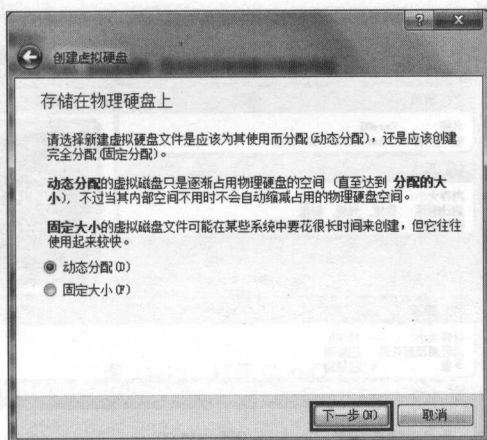 创建虚拟硬盘
存储在物理硬盘上
请选择新建虚拟硬盘文件是应该为其使用而分配(动态分配)，还是应该创建
完全分配(固定分配)。
动态分配的虚拟磁盘只是逐渐占用物理硬盘的空间（直至达到 分配的大
小），不过当其内部空间不用时不会自动缩减占用的物理硬盘空间。
固定大小的虚拟磁盘文件可能在某些系统中要花很长时间来创建，但它往往
使用起来较快。
动态分配(D)
固定大小(F)
下一步(N)
取消